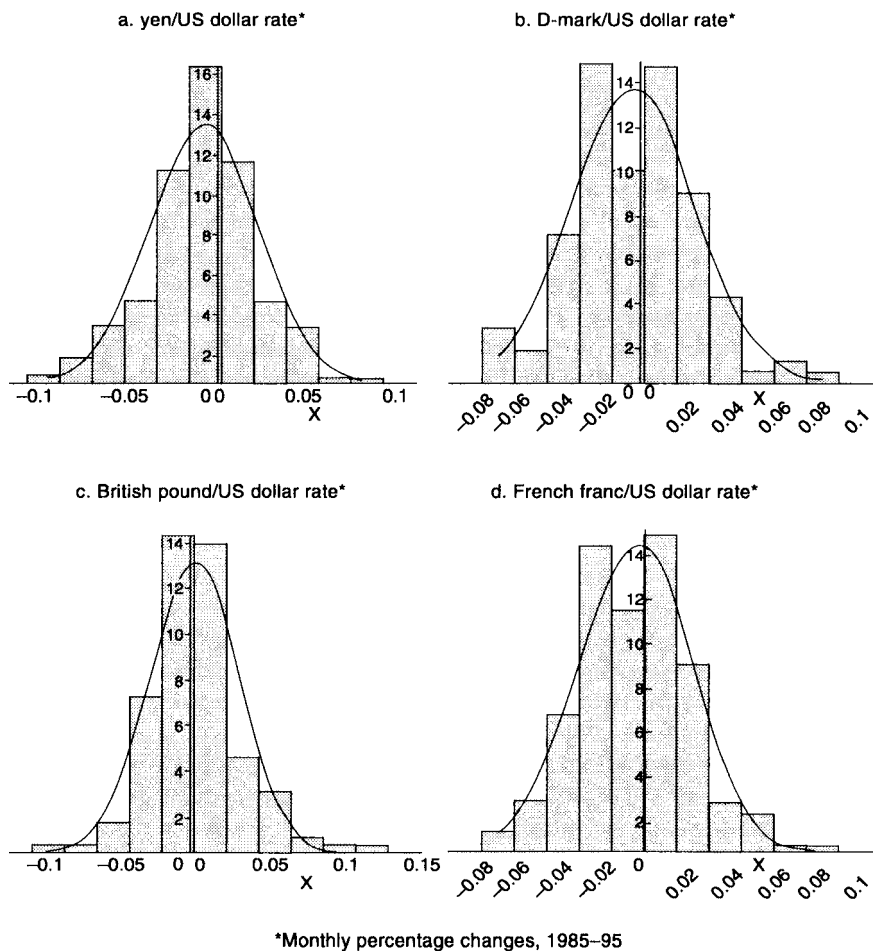 a. yen/US dollar rate*
b. D-mark/US dollar rate*
16
14
12
10
8
6
4
2
−0.1 −0.05 0 0 0.05 0.1
X
14
12
10
8
6
4
2
0 0
−0.08 −0.06 −0.04 −0.02 0.02 0.04 X 0.06 0.08 0.1
c. British pound/US dollar rate*
d. French franc/US dollar rate*
14
12
10
8
6
4
2
−0.1 −0.05 0 0 0.05 0.1 0.15
X
14
12
10
8
6
4
2
0
−0.08 −0.06 −0.04 −0.02 0.02 0.04 X 0.06 0.08 0.1
*Monthly percentage changes, 1985–95